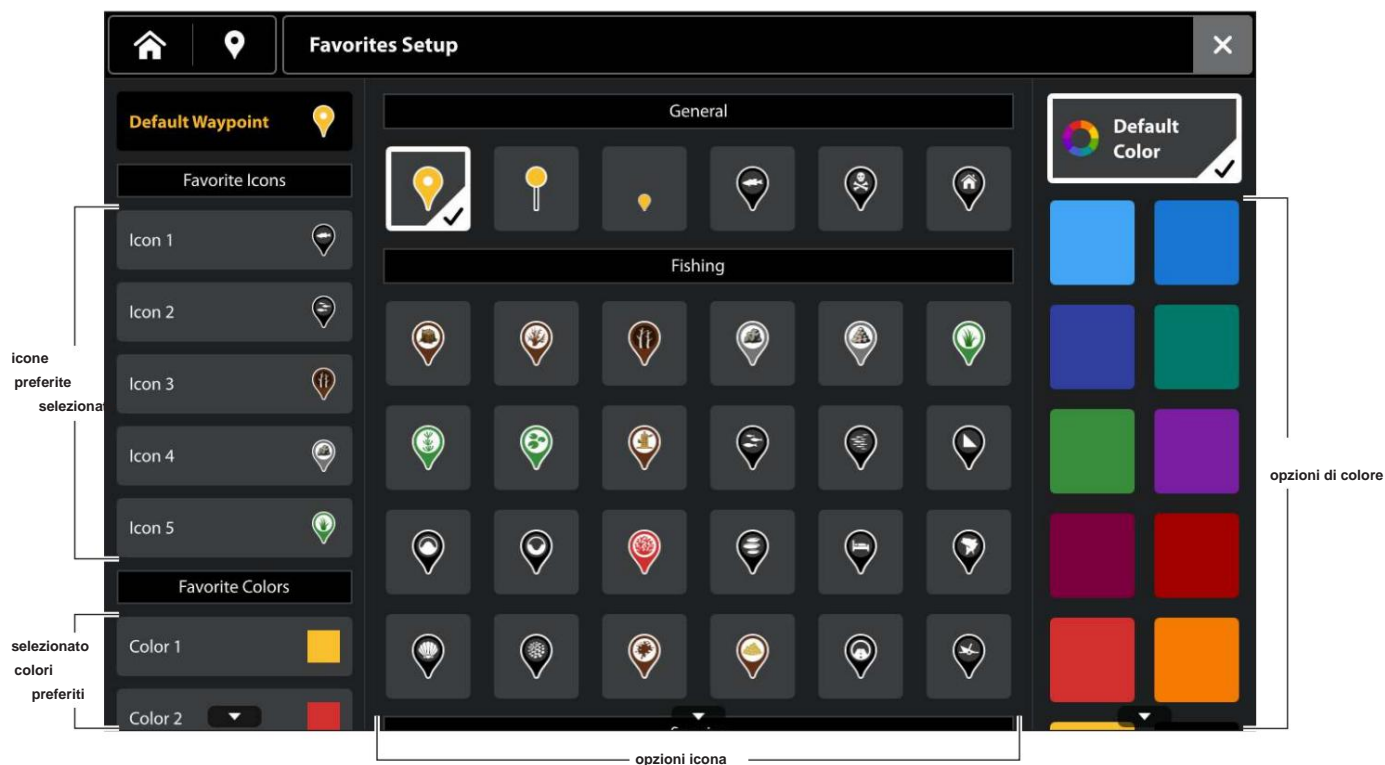 Favorites Setup
Default Waypoint
Favorite Icons
Icon 1
Icon 2
Icon 3
Icon 4
Icon 5
Favorite Colors
Color 1
Color 2
General
Fishing
Default
Color
icone
preferite
selezionat
selezionato
colori
preferiti
opzioni icona
opzioni di colore